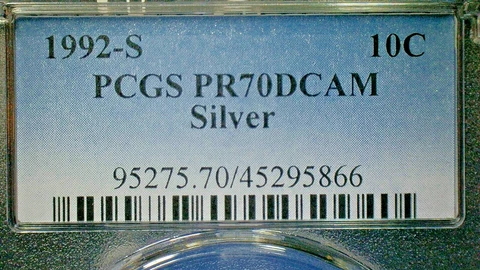 1992-S 10C
PCGS PR70DCAM
Silver
95275.70/45295866